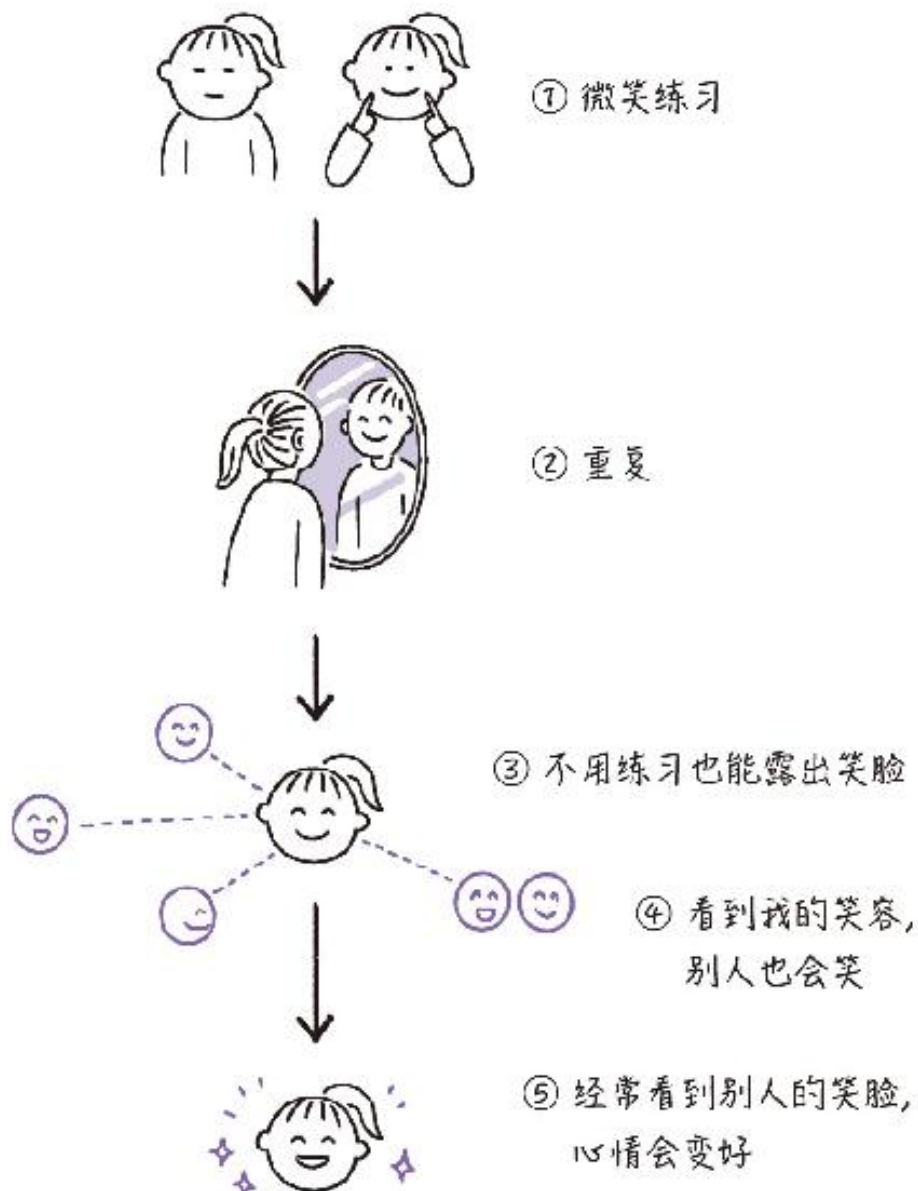 ① 微笑练习
② 重复
③ 不用练习也能露出笑脸
④ 看到我的笑容,
别人也会笑
⑤ 经常看到别人的笑脸,
心情会变好